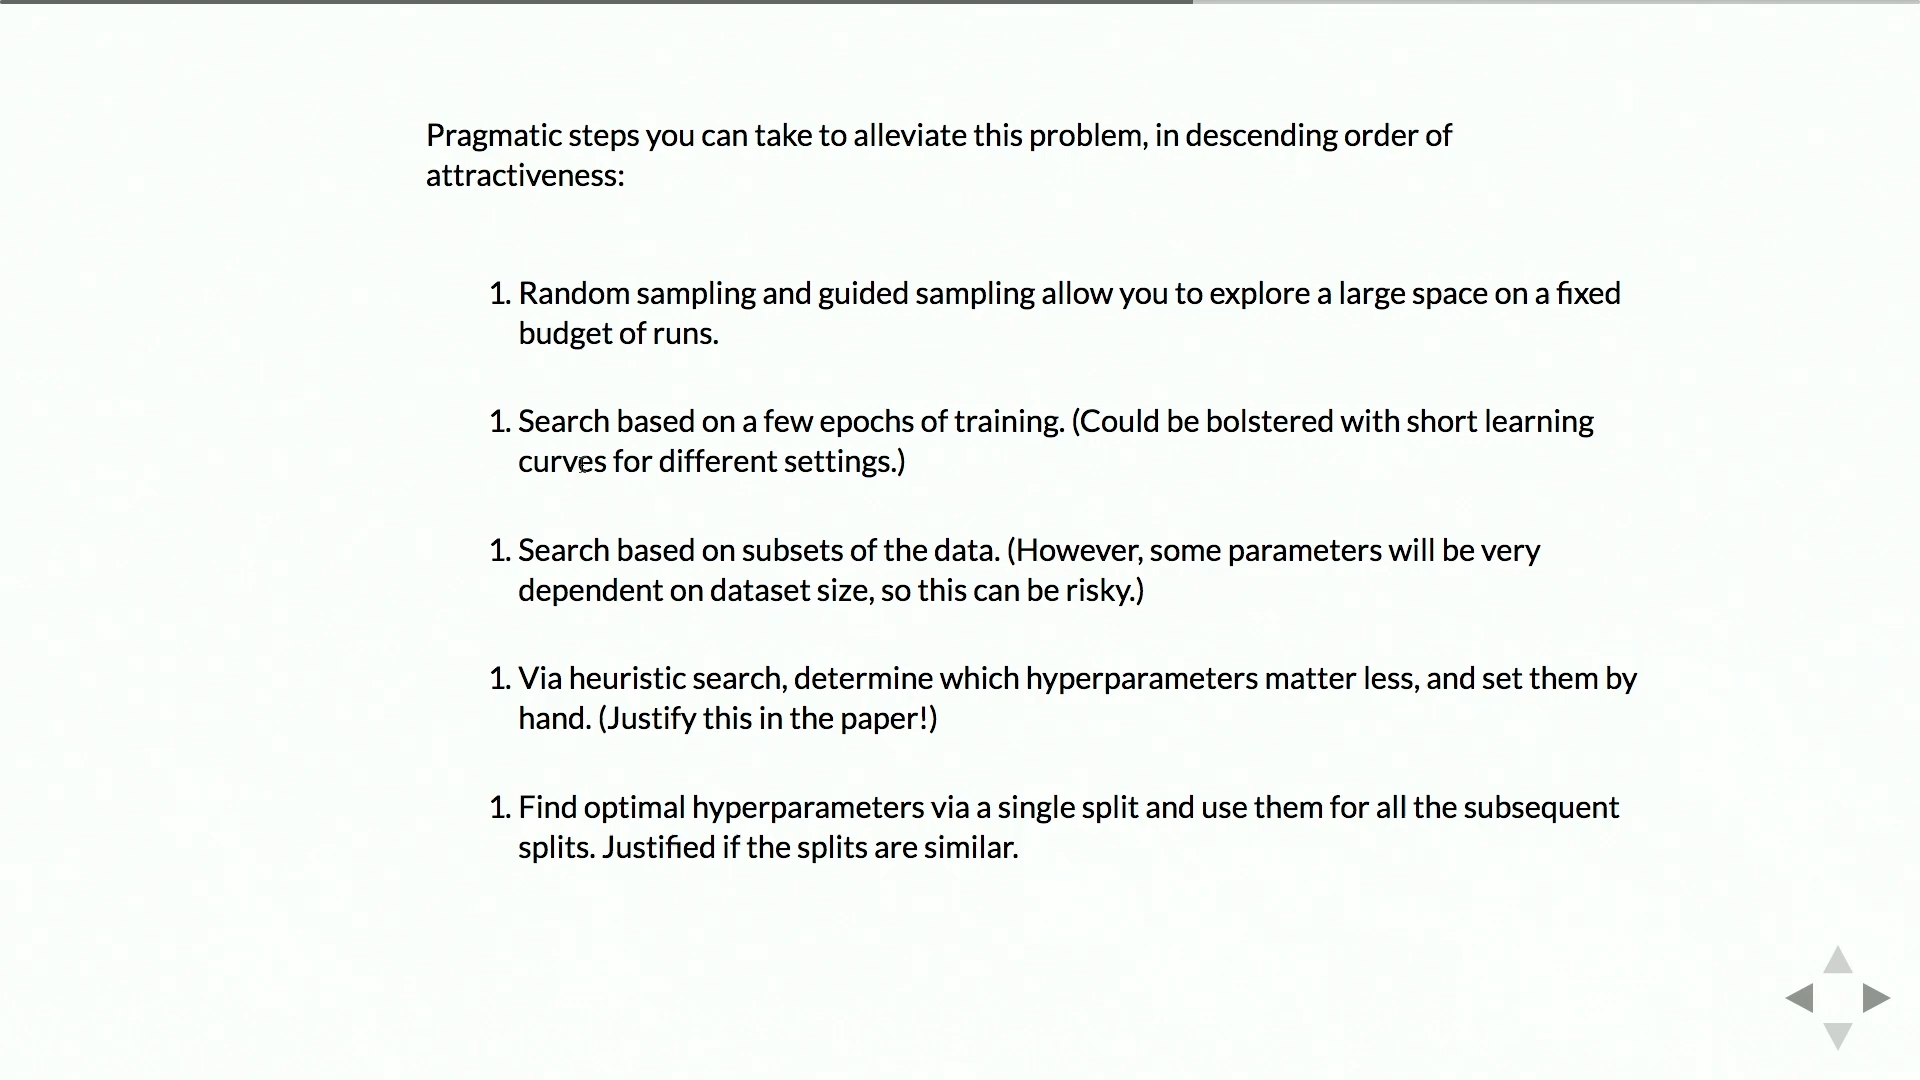 Pragmatic steps you can take to alleviate this problem, in descending order of
attractiveness:
1. Random sampling and guided sampling allow you to explore a large space on a fixed
budget of runs.
1. Search based on a few epochs of training. (Could be bolstered with short learning
curves for different settings.)
1. Search based on subsets of the data. (However, some parameters will be very
dependent on dataset size, so this can be risky.)
1. Via heuristic search, determine which hyperparameters matter less, and set them by
hand. (Justify this in the paper!)
1. Find optimal hyperparameters via a single split and use them for all the subsequent
splits. Justified if the splits are similar.